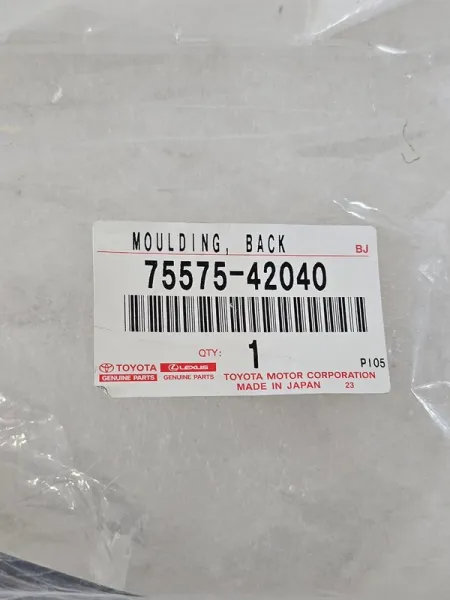 MOULDING, BACK
BJ
75575-42040
QTY: 1
PI05
TOYOTA
GENUINE PARTS
LEXUS
GENUINE PARTS
TOYOTA MOTOR CORPORATION
MADE IN JAPAN 23